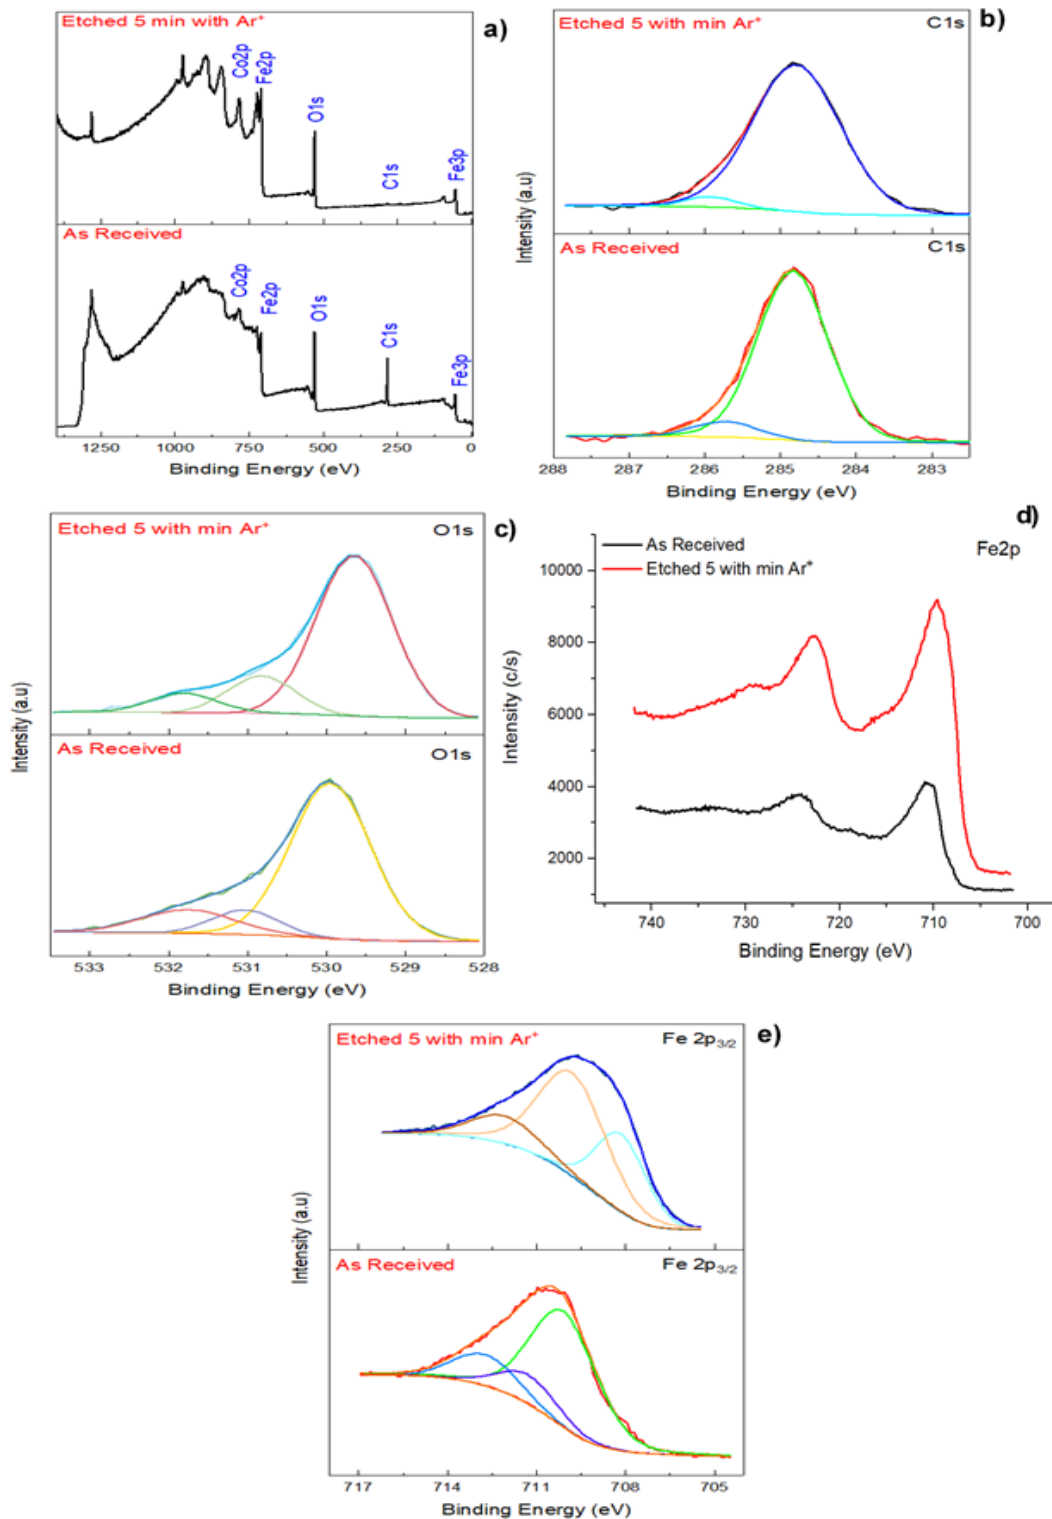 Etched 5 min with Ar⁺
a)
Co2p
Fe2p
O1s
C1s
Fe3p
As Received
Co2p
Fe2p
O1s
C1s
Fe3p
1250 1000 750 500 250 0
Binding Energy (eV)
b)
Etched 5 with min Ar⁺ C1s
As Received C1s
Intensity (a.u)
288 287 286 285 284 283
Binding Energy (eV)
c)
Etched 5 with min Ar⁺ O1s
As Received O1s
Intensity (a.u)
533 532 531 530 529 528
Binding Energy (eV)
d)
As Received
Etched 5 with min Ar⁺
Fe2p
10000
8000
6000
4000
2000
Intensity (c/s)
740 730 720 710 700
Binding Energy (eV)
e)
Etched 5 with min Ar⁺ Fe 2p₃/₂
As Received Fe 2p₃/₂
Intensity (a.u)
717 714 711 708 705
Binding Energy (eV)